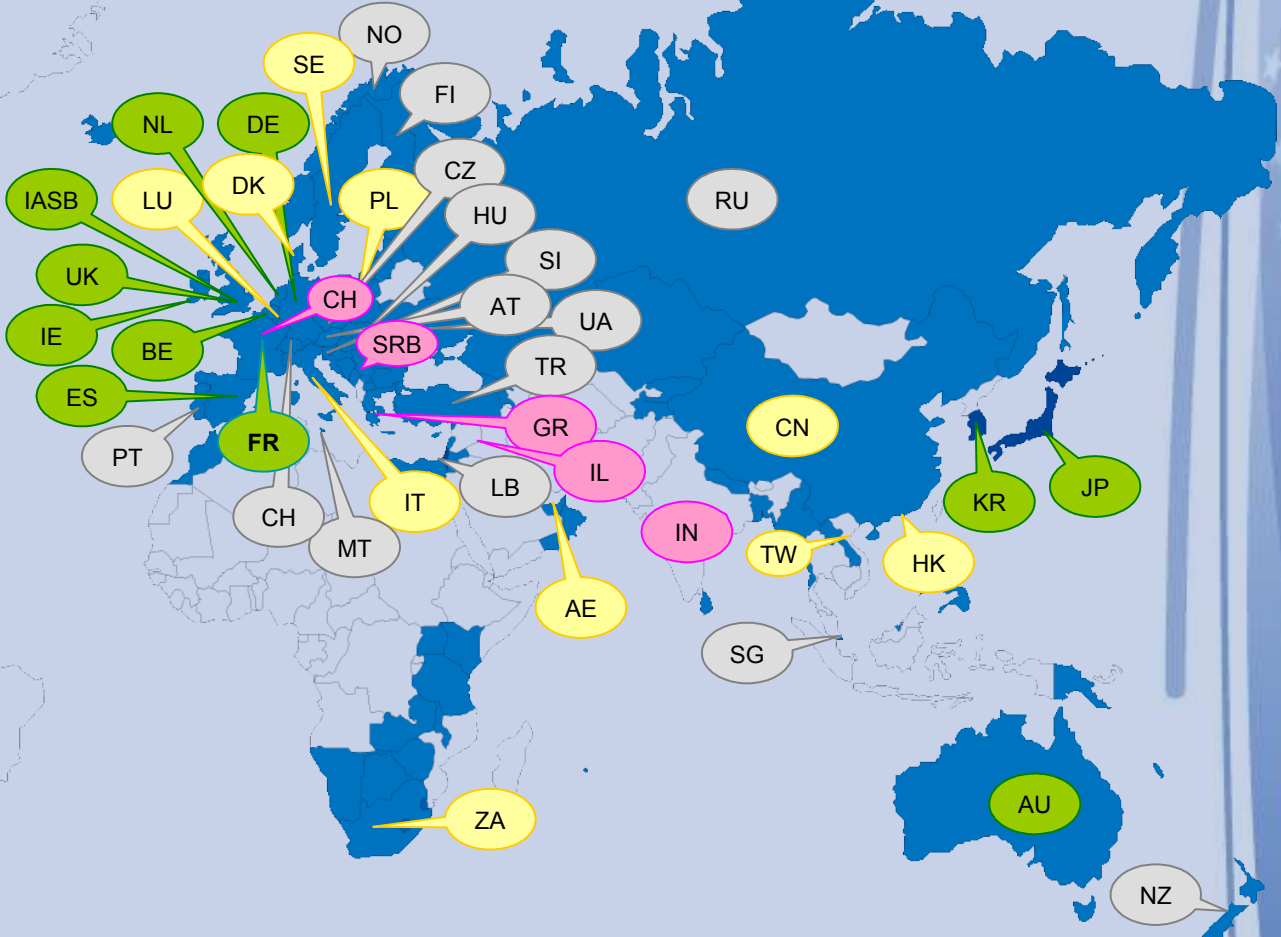 NO
SE
FI
NL
DE
CZ
DK
IASB
LU
PL
RU
HU
SI
UK
CH
AT
UA
IE
BE
SRB
TR
ES
GR
CN
FR
PT
IL
LB
JP
IT
KR
CH
IN
MT
TW
HK
AE
SG
AU
ZA
NZ